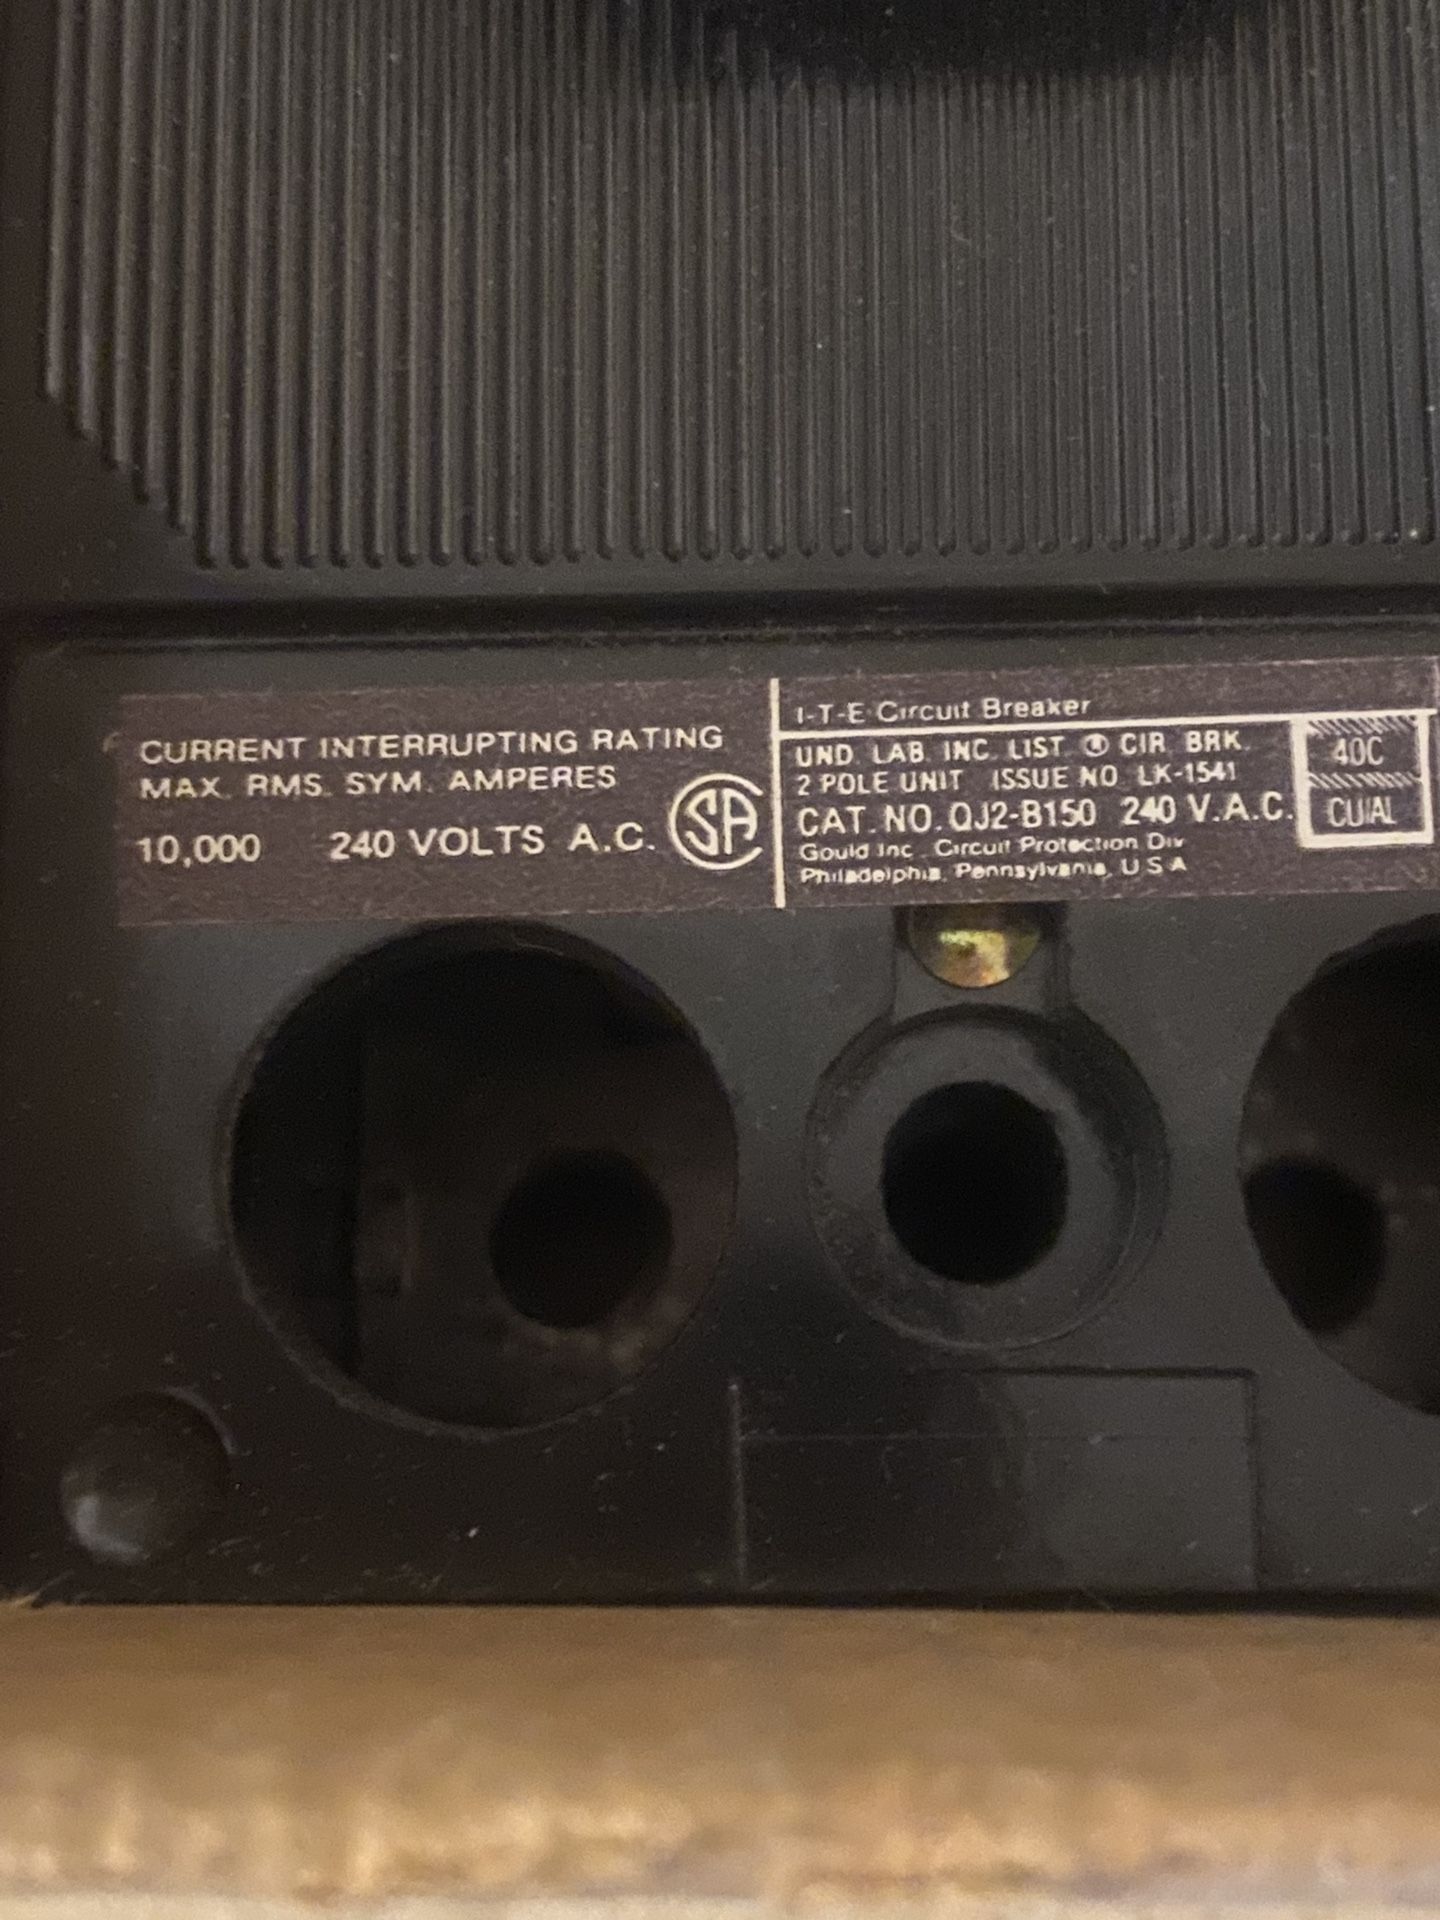 CURRENT INTERRUPTING RATING
MAX. RMS. SYM. AMPERES
10,000 240 VOLTS A.C.
SA
I-T-E Circuit Breaker
UND. LAB. INC. LIST. ® CIR. BRK.
2 POLE UNIT ISSUE NO. LK-1541
CAT. NO. QJ2-B150 240 V.A.C.
Gould Inc. Circuit Protection Div
Philadelphia, Pennsylvania, U S A
40C
CU/AL